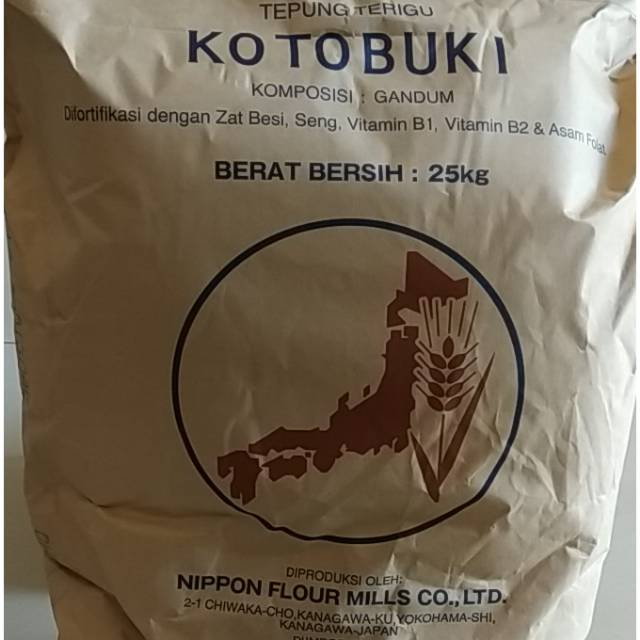 TEPUNG TERIGU
KOTOBUKI
KOMPOSISI : GANDUM
Difortifikasi dengan Zat Besi, Seng, Vitamin B1, Vitamin B2 & Asam Folat
BERAT BERSIH : 25kg
DIPRODUKSI OLEH:
NIPPON FLOUR MILLS CO., LTD.
2-1 CHIWAKA-CHO, KANAGAWA-KU, YOKOHAMA-SHI,
KANAGAWA-JAPAN